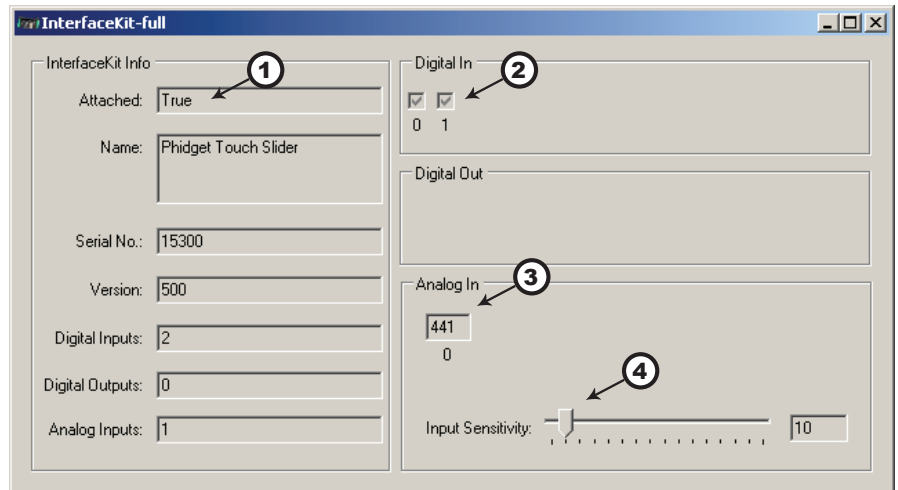 InterfaceKit-full
InterfaceKit Info
1
Attached: True
Name: Phidget Touch Slider
Serial No.: 15300
Version: 500
Digital Inputs: 2
Digital Outputs: 0
Analog Inputs: 1
Digital In
2
0 1
Digital Out
Analog In
3
441
0
4
Input Sensitivity: 10